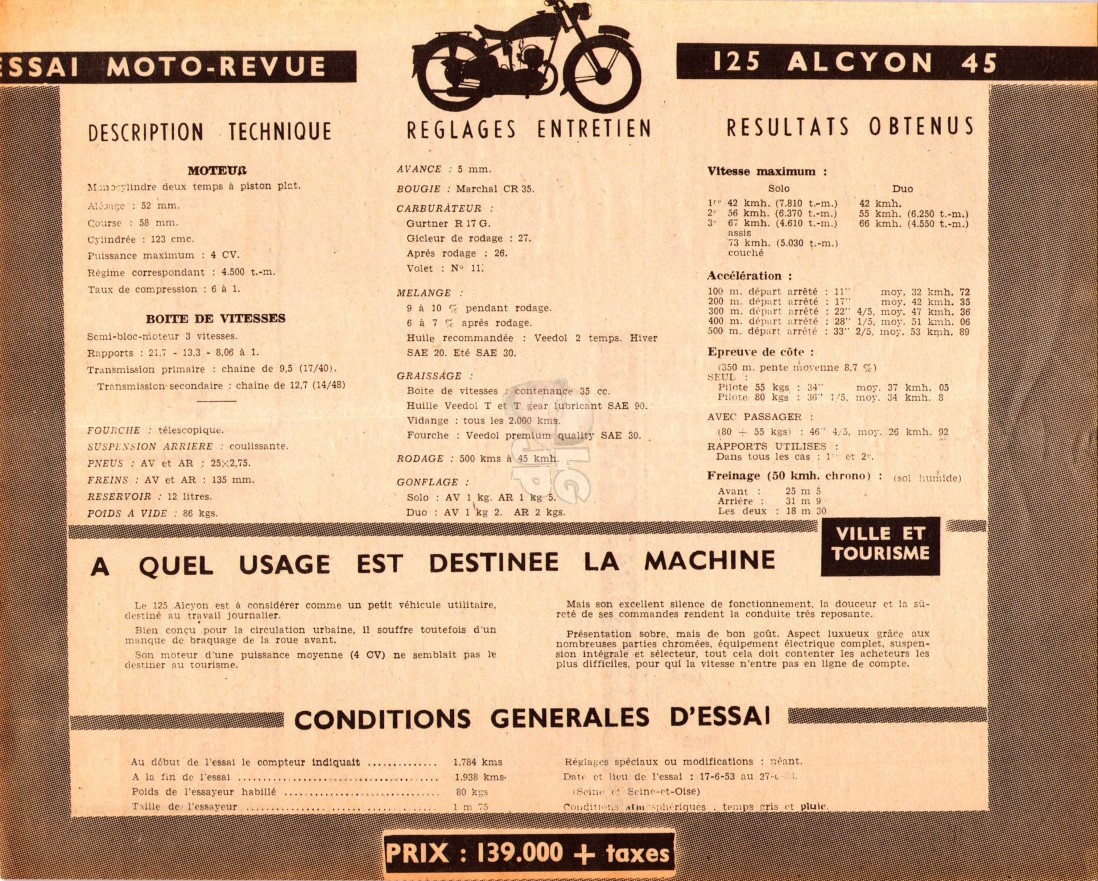 ESSAI MOTO-REVUE
125 ALCYON 45
DESCRIPTION TECHNIQUE
MOTEUR
Monocylindre deux temps à piston plat.
Alésage : 52 mm.
Course : 58 mm.
Cylindrée : 123 cmc.
Puissance maximum : 4 CV.
Régime correspondant : 4.500 t.-m.
Taux de compression : 6 à 1.
BOITE DE VITESSES
Semi-bloc-moteur 3 vitesses.
Rapports : 21,7 - 13,3 - 8,06 à 1.
Transmission primaire : chaine de 9,5 (17/40).
Transmission secondaire : chaine de 12,7 (14/48)
FOURCHE : télescopique.
SUSPENSION ARRIERE : coulissante.
PNEUS : AV et AR : 25×2,75.
FREINS : AV et AR : 135 mm.
RESERVOIR : 12 litres.
POIDS A VIDE : 86 kgs.
REGLAGES ENTRETIEN
AVANCE : 5 mm.
BOUGIE : Marchal CR 35.
CARBURATEUR :
Gurtner R 17 G.
Gicleur de rodage : 27.
Après rodage : 26.
Volet : N° 11.
MELANGE :
9 à 10 % pendant rodage.
6 à 7 % après rodage.
Huile recommandée : Veedol 2 temps. Hiver
SAE 20. Eté SAE 30.
GRAISSAGE :
Boite de vitesses : contenance 35 cc.
Huille Veedol T et T gear lubricant SAE 90.
Vidange : tous les 2.000 kms.
Fourche : Veedol premium quality SAE 30.
RODAGE : 500 kms à 45 kmh.
GONFLAGE :
Solo : AV 1 kg. AR 1 kg 5.
Duo : AV 1 kg 2. AR 2 kgs.
RESULTATS OBTENUS
Vitesse maximum :
Solo Duo
1re 42 kmh. (7.810 t.-m.) 42 kmh.
2e 56 kmh. (6.370 t.-m.) 55 kmh. (6.250 t.-m.)
3e 67 kmh. (4.610 t.-m.) 66 kmh. (4.550 t.-m.)
assis
73 kmh. (5.030 t.-m.)
couché
Accélération :
100 m. départ arrêté : 11" moy. 32 kmh. 72
200 m. départ arrêté : 17" moy. 42 kmh. 35
300 m. départ arrêté : 22" 4/5, moy. 47 kmh. 36
400 m. départ arrêté : 28" 1/5, moy. 51 kmh. 06
500 m. départ arrêté : 33" 2/5, moy. 53 kmh. 89
Epreuve de côte :
(350 m. pente moyenne 8,7 %)
SEUL :
Pilote 55 kgs : 34" moy. 37 kmh. 05
Pilote 80 kgs : 36" 1/5, moy. 34 kmh. 8
AVEC PASSAGER :
(80 + 55 kgs) : 46" 4/5, moy. 26 kmh. 92
RAPPORTS UTILISES :
Dans tous les cas : 1re et 2e.
Freinage (50 kmh. chrono) : (sol humide)
Avant : 25 m 5
Arrière : 31 m 9
Les deux : 18 m 30
A QUEL USAGE EST DESTINEE LA MACHINE
VILLE ET
TOURISME
Le 125 Alcyon est à considérer comme un petit véhicule utilitaire,
destiné au travail journalier.
Bien conçu pour la circulation urbaine, il souffre toutefois d'un
manque de braquage de la roue avant.
Son moteur d'une puissance moyenne (4 CV) ne semblait pas le
destiner au tourisme.
Mais son excellent silence de fonctionnement, la douceur et la sû-
reté de ses commandes rendent la conduite très reposante.
Présentation sobre, mais de bon goût. Aspect luxueux grâce aux
nombreuses parties chromées, équipement électrique complet, suspen-
sion intégrale et sélecteur, tout cela doit contenter les acheteurs les
plus difficiles, pour qui la vitesse n'entre pas en ligne de compte.
CONDITIONS GENERALES D'ESSAI
Au début de l'essai le compteur indiquait ............. 1.784 kms
A la fin de l'essai ..................................... 1.938 kms
Poids de l'essayeur habillé ............................ 80 kgs
Taille de l'essayeur ................................... 1 m 75
Réglages spéciaux ou modifications : néant.
Date et lieu de l'essai : 17-6-53 au
(Seine et Seine-et-Oise)
Conditions atmosphériques : temps gris et pluie.
PRIX : 139.000 + taxes